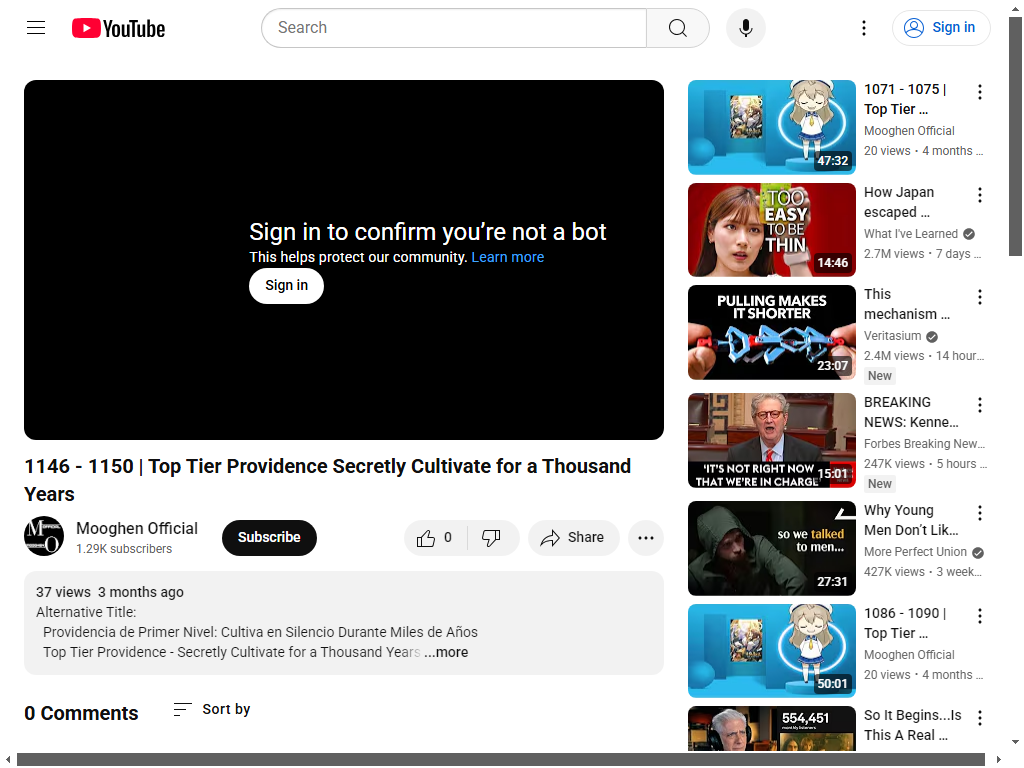 YouTube
Search
Sign in
Sign in to confirm you're not a bot
This helps protect our community. Learn more
Sign in
1146 - 1150 | Top Tier Providence Secretly Cultivate for a Thousand
Years
Mooghen Official
1.29K subscribers
Subscribe
0
Share
37 views 3 months ago
Alternative Title:
Providencia de Primer Nivel: Cultiva en Silencio Durante Miles de Años
Top Tier Providence - Secretly Cultivate for a Thousand Years ...more
0 Comments
Sort by
47:32
1071 - 1075 |
Top Tier ...
Mooghen Official
20 views • 4 months ...
TOO
EASY
TO BE
THIN
14:46
How Japan
escaped ...
What I've Learned
2.7M views • 7 days ...
PULLING MAKES
IT SHORTER
23:07
This
mechanism ...
Veritasium
2.4M views • 14 hour...
New
'IT'S NOT RIGHT NOW
THAT WE'RE IN CHARGE'
15:01
BREAKING
NEWS: Kenne...
Forbes Breaking New...
247K views • 5 hours ...
New
so we talked
to men...
27:31
Why Young
Men Don't Lik...
More Perfect Union
427K views • 3 week...
50:01
1086 - 1090 |
Top Tier ...
Mooghen Official
20 views • 4 months ...
554,451
monthly listeners
So It Begins...Is
This A Real ...